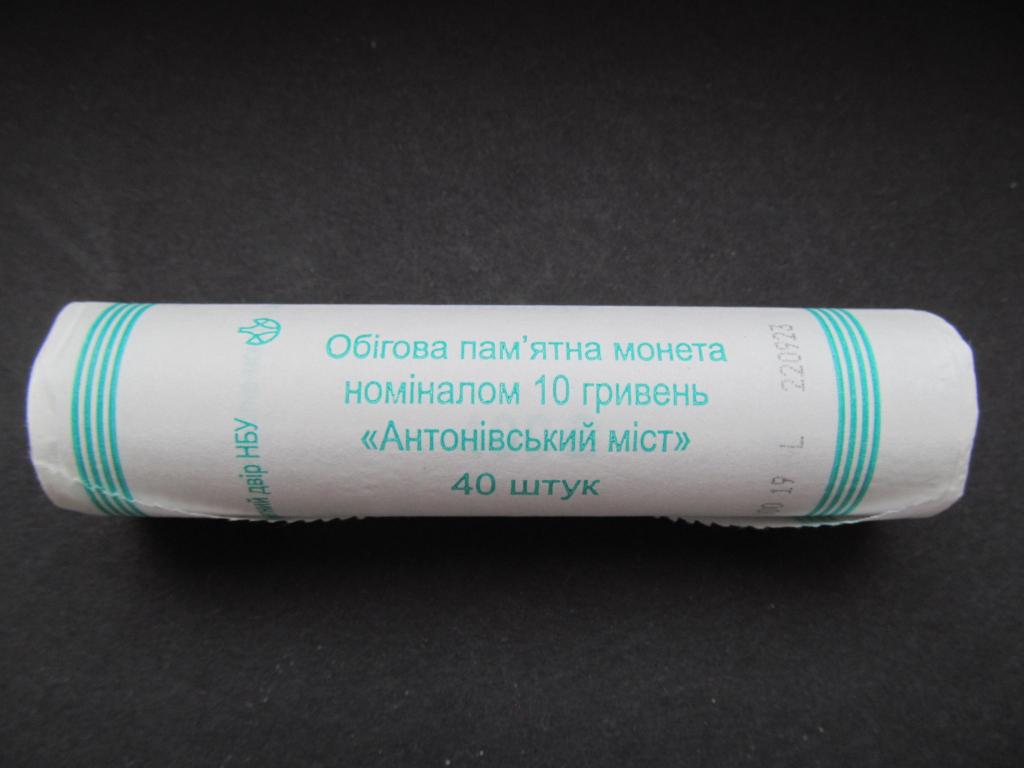 Обігова пам'ятна монета
номіналом 10 гривень
«Антонівський міст»
40 штук
двір НБУ
220923
L
19